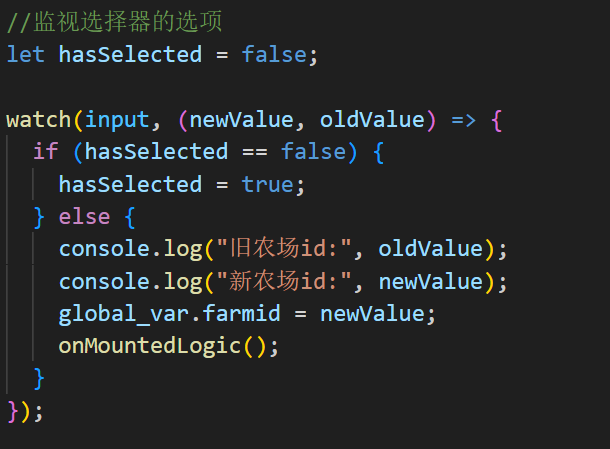 //监视选择器的选项
let hasSelected = false;
watch(input, (newValue, oldValue) => {
if (hasSelected == false) {
hasSelected = true;
} else {
console.log("旧农场id:", oldValue);
console.log("新农场id:", newValue);
global_var.farmid = newValue;
onMountedLogic();
}
});